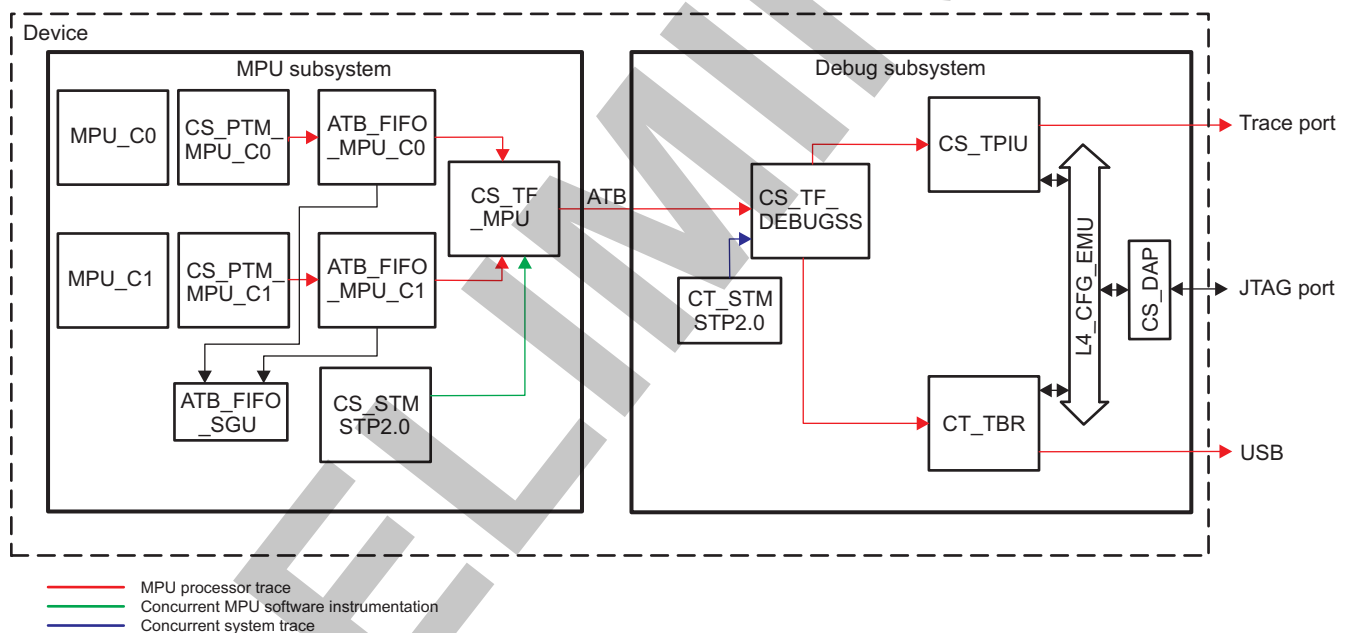 Device
MPU subsystem
MPU_C0
CS_PTM_
MPU_C0
ATB_FIFO
_MPU_C0
CS_TF
_MPU
MPU_C1
CS_PTM_
MPU_C1
ATB_FIFO
_MPU_C1
ATB_FIFO
_SGU
CS_STM
STP2.0
ATB
Debug subsystem
CS_TPIU
CS_TF_
DEBUGSS
CT_STM
STP2.0
CT_TBR
L4_CFG_EMU
CS_DAP
Trace port
JTAG port
USB
MPU processor trace
Concurrent MPU software instrumentation
Concurrent system trace
ELIMI